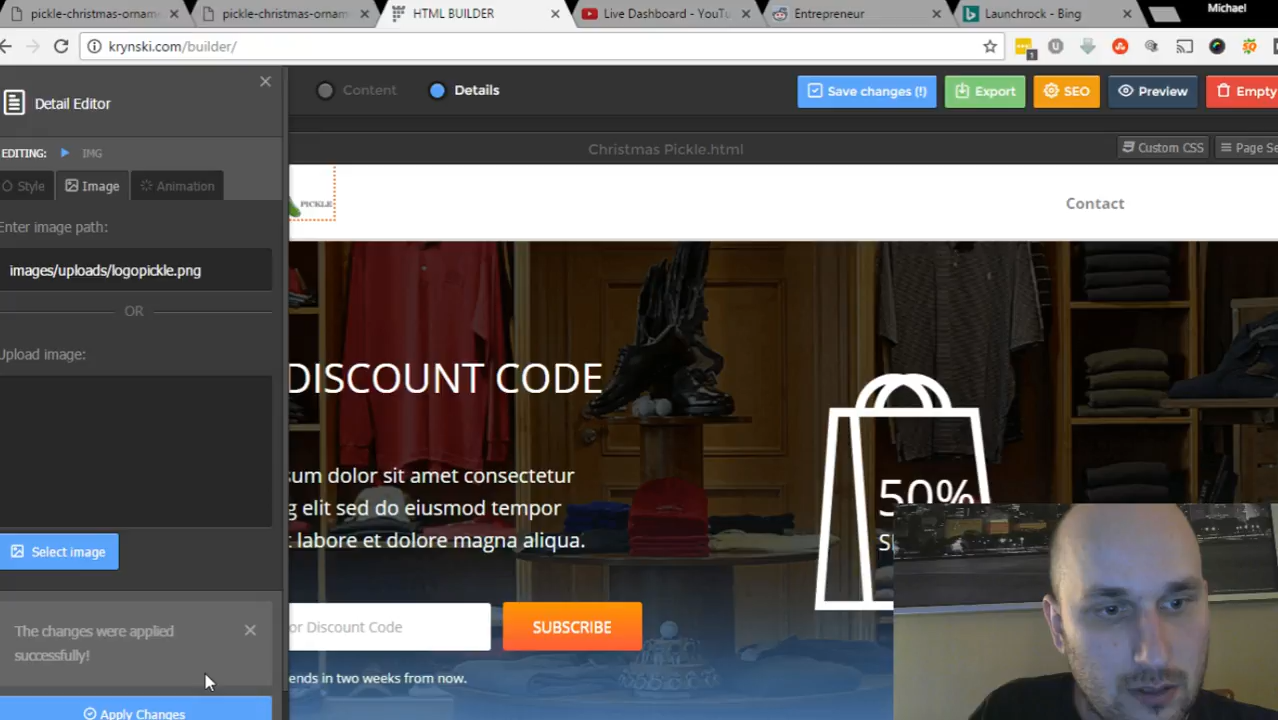 pickle-christmas-orname
pickle-christmas-ornam
HTML BUILDER
Live Dashboard - YouTu
Entrepreneur
Launchrock - Bing
Michael
krynski.com/builder/
1
Detail Editor
Content
Details
Save changes (!)
Export
SEO
Preview
Empty
EDITING:
IMG
Christmas Pickle.html
Custom CSS
Page Se
Style
Image
Animation
PICKLE
Contact
Enter image path:
images/uploads/logopickle.png
OR
Upload image:
DISCOUNT CODE
sum dolor sit amet consectetur
g elit sed do eiusmod tempor
t labore et dolore magna aliqua.
50%
Select image
The changes were applied
successfully!
or Discount Code
SUBSCRIBE
ends in two weeks from now.
Apply Changes